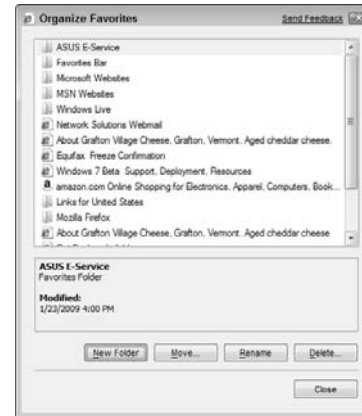 Organize Favorites
Send Feedback
ASUS E-Service
Favorites Bar
Microsoft Websites
MSN Websites
Windows Live
Network Solutions Webmail
About Grafton Village Cheese, Grafton, Vermont. Aged cheddar cheese.
Equifax Freeze Confirmation
Windows 7 Beta Support, Deployment, Resources
amazon.com Online Shopping for Electronics, Apparel, Computers, Book...
Links for United States
Mozilla Firefox
About Grafton Village Cheese, Grafton, Vermont. Aged cheddar cheese
ASUS E-Service
Favorites Folder
Modified:
1/23/2009 4:00 PM
New Folder Move... Rename Delete...
Close